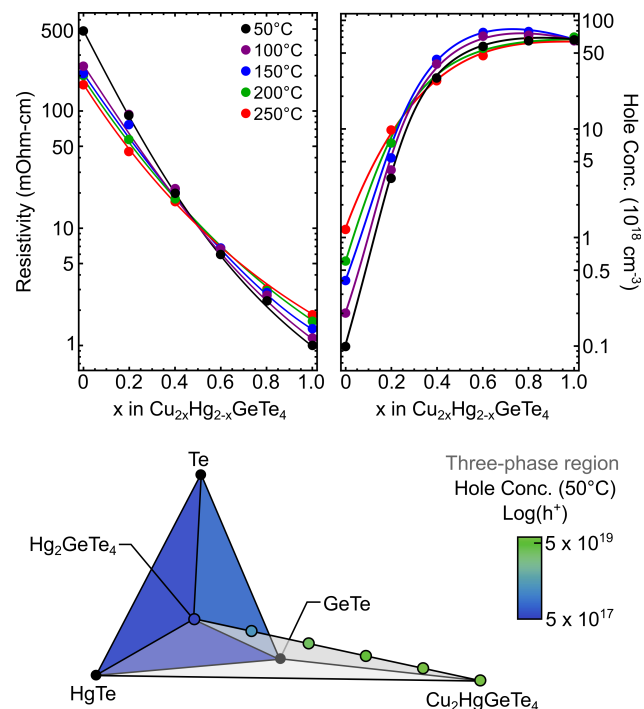 500
100
50
10
5
1
Resistivity (mOhm-cm)
50°C
100°C
150°C
200°C
250°C
0 0.2 0.4 0.6 0.8 1.0
x in Cu2xHg2-xGeTe4
100
50
10
5
1
0.5
0.1
Hole Conc. (10^18 cm^-3)
0 0.2 0.4 0.6 0.8 1.0
x in Cu2xHg2-xGeTe4
Te
Hg2GeTe4
GeTe
HgTe
Cu2HgGeTe4
Three-phase region
Hole Conc. (50°C)
Log(h^+)
5 x 10^19
5 x 10^17